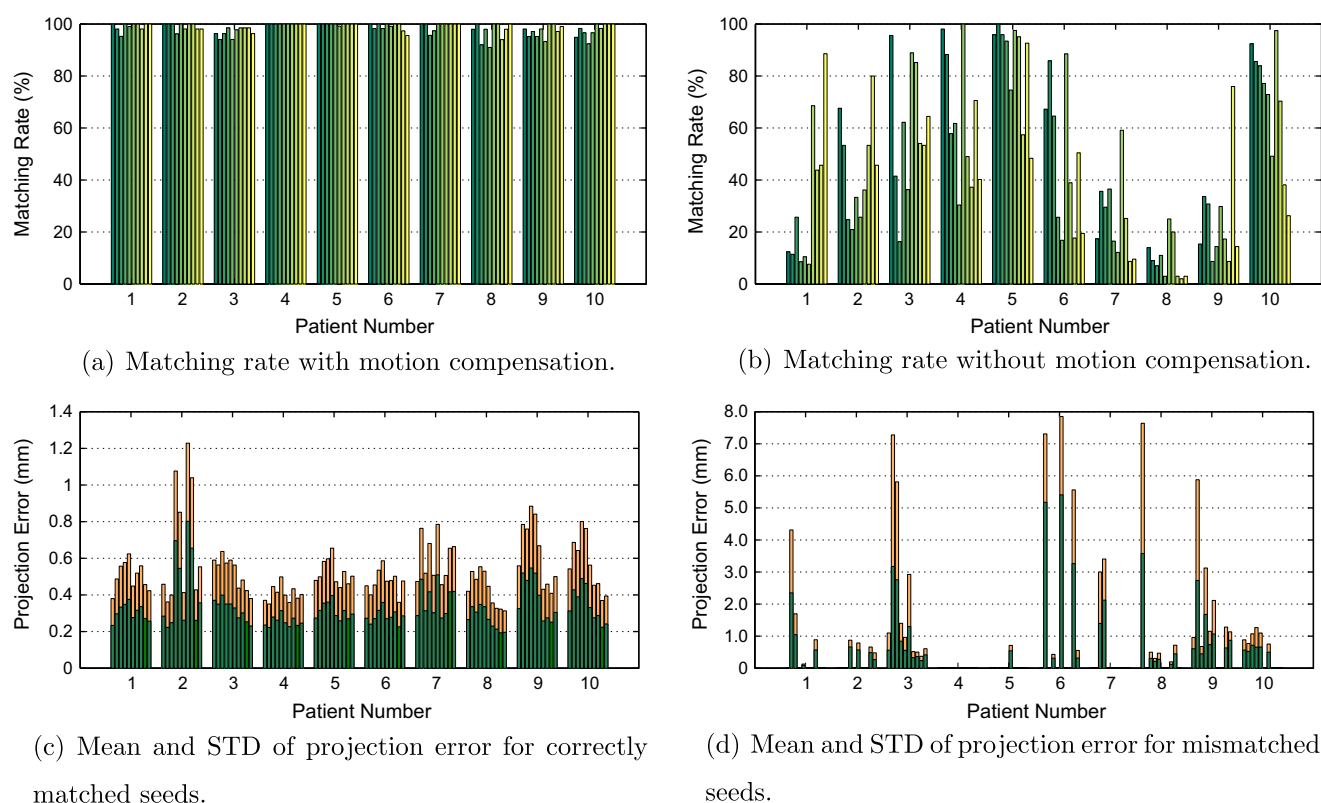 100
80
60
40
20
0
Matching Rate (%)
1 2 3 4 5 6 7 8 9 10
Patient Number
(a) Matching rate with motion compensation.
100
80
60
40
20
0
Matching Rate (%)
1 2 3 4 5 6 7 8 9 10
Patient Number
(b) Matching rate without motion compensation.
1.4
1.2
1
0.8
0.6
0.4
0.2
0
Projection Error (mm)
1 2 3 4 5 6 7 8 9 10
Patient Number
(c) Mean and STD of projection error for correctly
matched seeds.
8.0
7.0
6.0
5.0
4.0
3.0
2.0
1.0
0
Projection Error (mm)
1 2 3 4 5 6 7 8 9 10
Patient Number
(d) Mean and STD of projection error for mismatched
seeds.